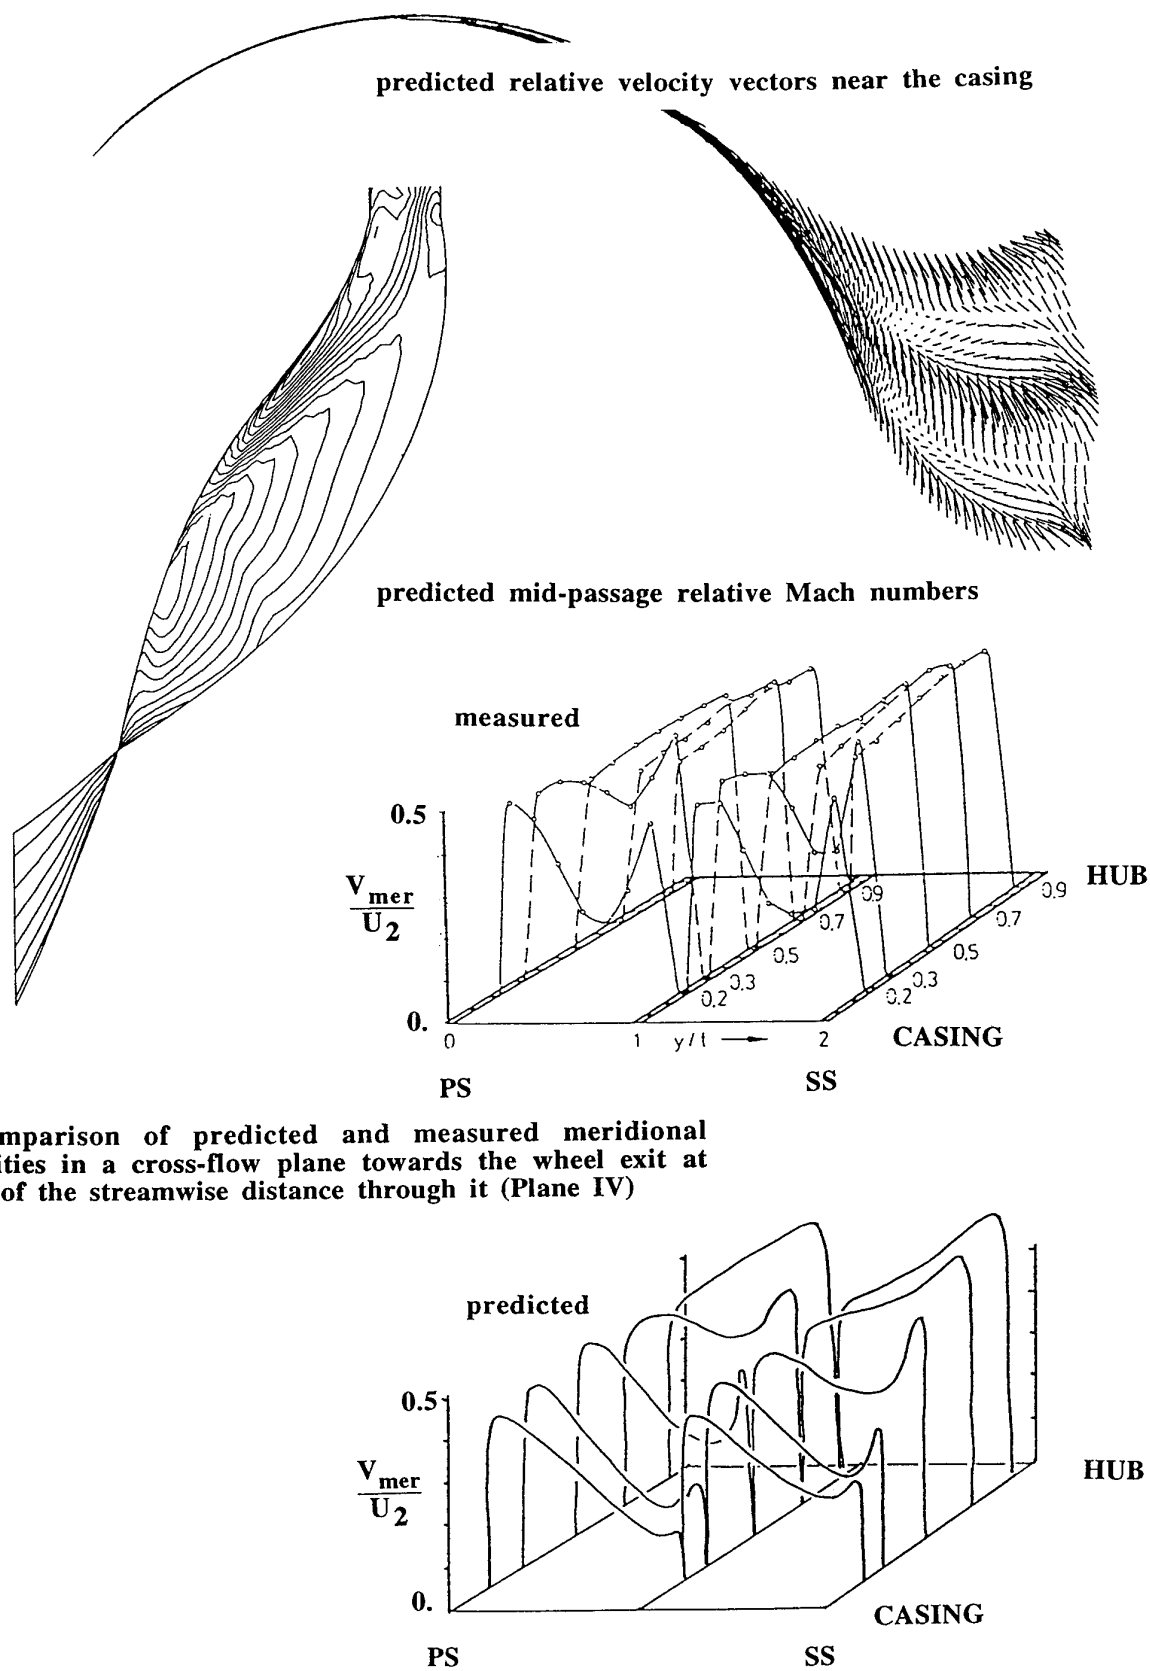 predicted relative velocity vectors near the casing
predicted mid-passage relative Mach numbers
measured
0.5
V mer
U 2
0.
HUB
0.9
0.7
0.5
0.3
0.2
0.9
0.7
0.5
0.3
0.2
0 1 y/t 2
CASING
PS SS
mparison of predicted and measured meridional
ities in a cross-flow plane towards the wheel exit at
of the streamwise distance through it (Plane IV)
predicted
0.5
V mer
U 2
0.
HUB
CASING
PS SS